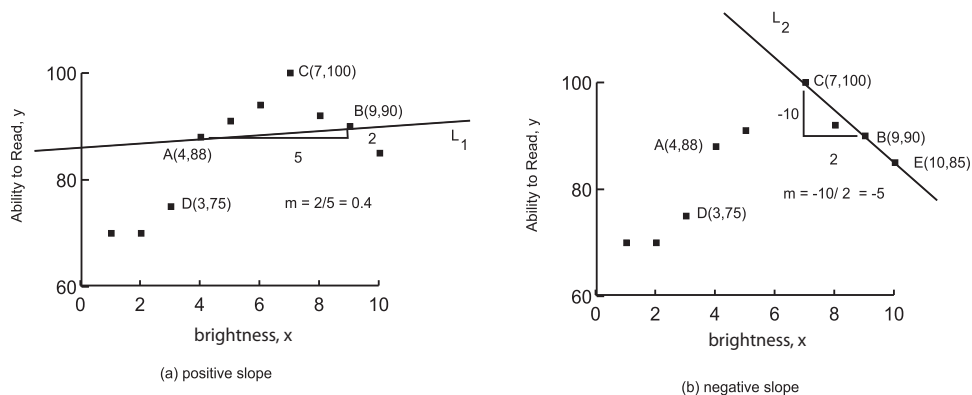 100
80
60
0
2
4
6
8
10
Ability to Read, y
brightness, x
C(7,100)
B(9,90)
2
L1
A(4,88)
5
D(3,75)
m = 2/5 = 0.4
(a) positive slope
L2
100
80
60
0
2
4
6
8
10
Ability to Read, y
brightness, x
C(7,100)
-10
B(9,90)
A(4,88)
2
E(10,85)
m = -10/ 2 = -5
D(3,75)
(b) negative slope